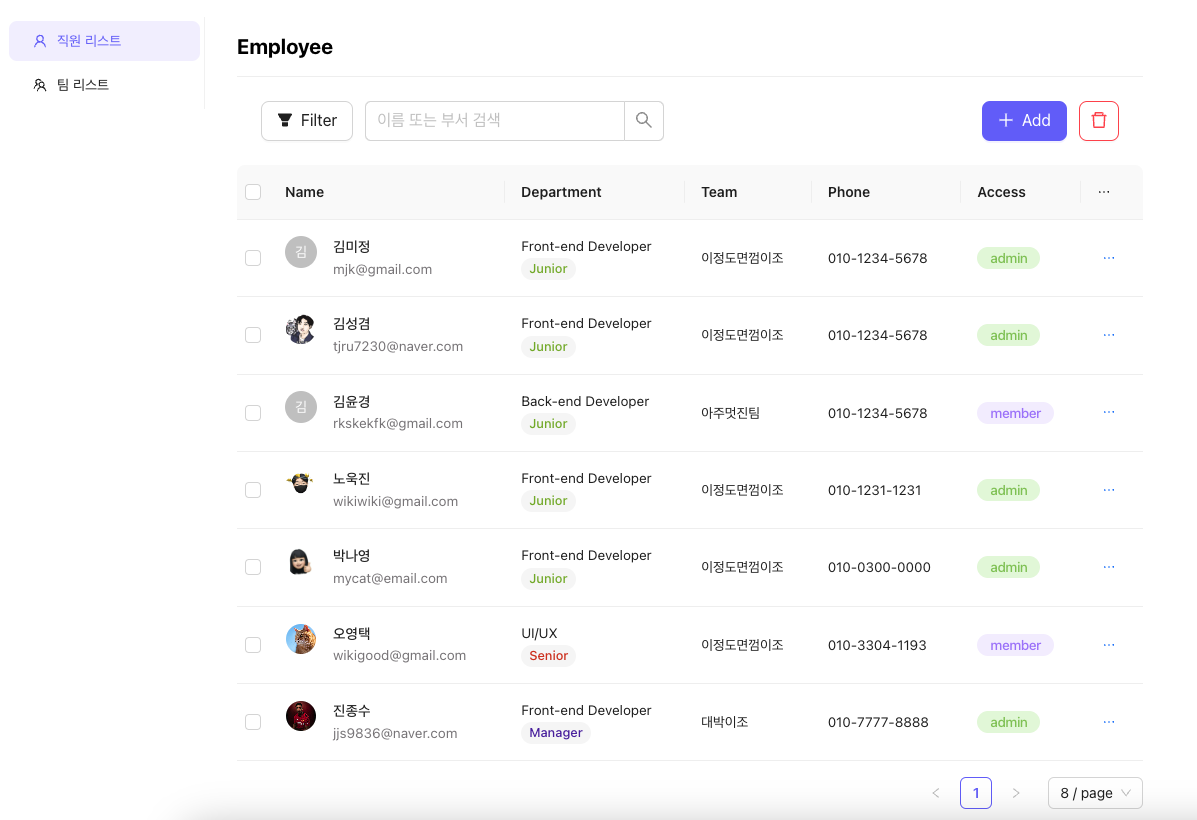 직원 리스트
팀 리스트
Employee
Filter
이름 또는 부서 검색
+ Add
Name Department Team Phone Access ···
김
김미정
mjk@gmail.com
Front-end Developer
Junior
이정도면껌이조
010-1234-5678
admin
···
김성겸
tjru7230@naver.com
Front-end Developer
Junior
이정도면껌이조
010-1234-5678
admin
···
김
김윤경
rkskekfk@gmail.com
Back-end Developer
Junior
아주멋진팀
010-1234-5678
member
···
노욱진
wikiwiki@gmail.com
Front-end Developer
Junior
이정도면껌이조
010-1231-1231
admin
···
박나영
mycat@email.com
Front-end Developer
Junior
이정도면껌이조
010-0300-0000
admin
···
오영택
wikigood@gmail.com
UI/UX
Senior
이정도면껌이조
010-3304-1193
member
···
진종수
jjs9836@naver.com
Front-end Developer
Manager
대박이조
010-7777-8888
admin
···
< 1 > 8 / page